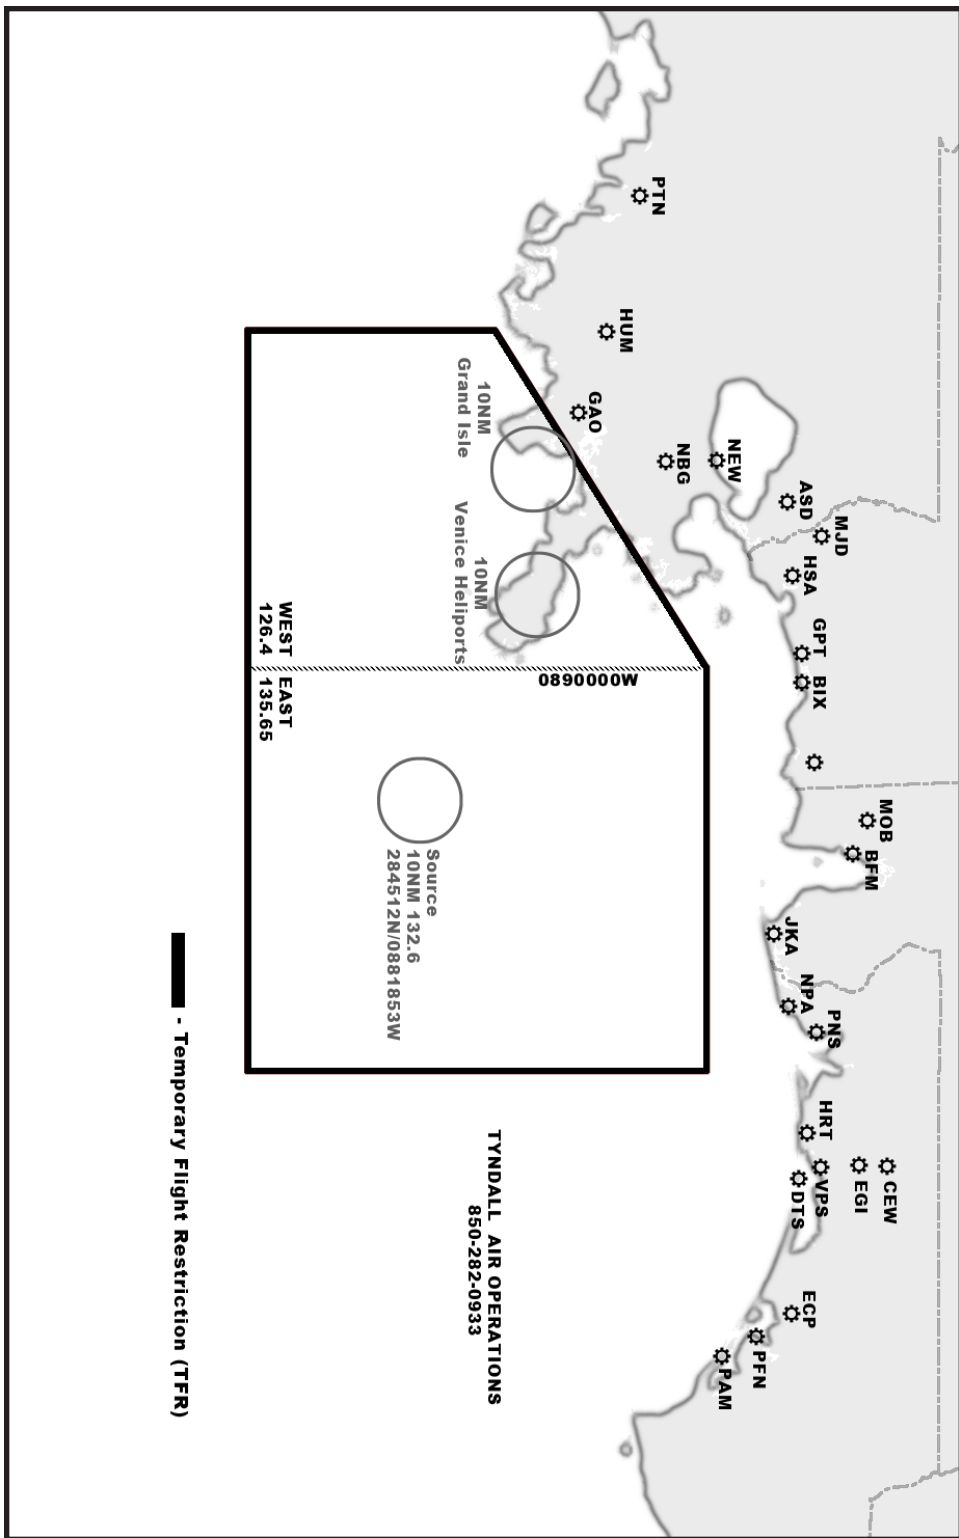 CEW
EGI
MOB
BFM
MJD
VPS
PNS
HRT
ASD
HSA
GPT
BIX
NPA
JKA
DTS
ECP
NEW
PFN
PAM
NBG
PTN
HUM
GAO
0890000W
10NM
Grand Isle
10NM
Venice Heliports
Source
10NM 132.6
284512N/0881853W
TYNDALL AIR OPERATIONS
850-282-0933
WEST
126.4
EAST
135.65
- Temporary Flight Restriction (TFR)